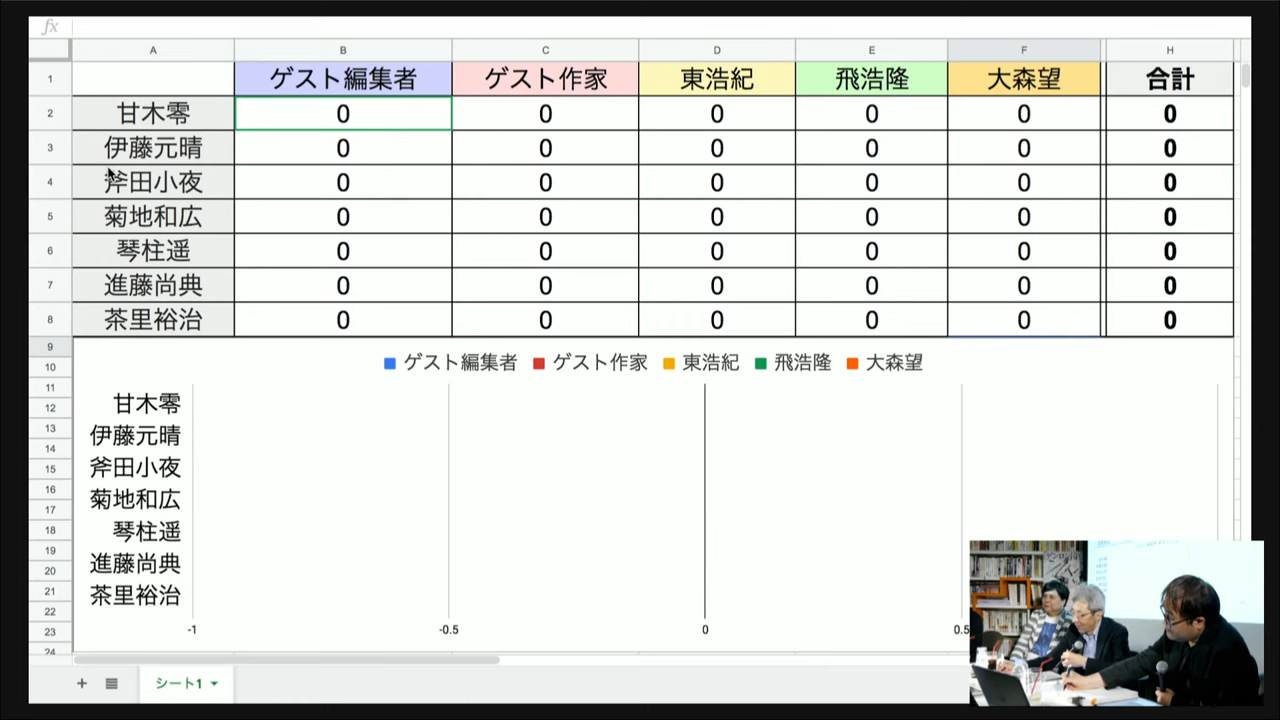 fx
A B C D E F H
1 ゲスト編集者 ゲスト作家 東浩紀 飛浩隆 大森望 合計
2 甘木零 0 0 0 0 0 0
3 伊藤元晴 0 0 0 0 0 0
4 斧田小夜 0 0 0 0 0 0
5 菊地和広 0 0 0 0 0 0
6 琴柱遥 0 0 0 0 0 0
7 進藤尚典 0 0 0 0 0 0
8 茶里裕治 0 0 0 0 0 0
9
10 ゲスト編集者 ゲスト作家 東浩紀 飛浩隆 大森望
11
12 甘木零
13 伊藤元晴
14
15 斧田小夜
16 菊地和広
17
18 琴柱遥
19
20 進藤尚典
21 茶里裕治
22
23 -1 -0.5 0 0.5
24
シート1